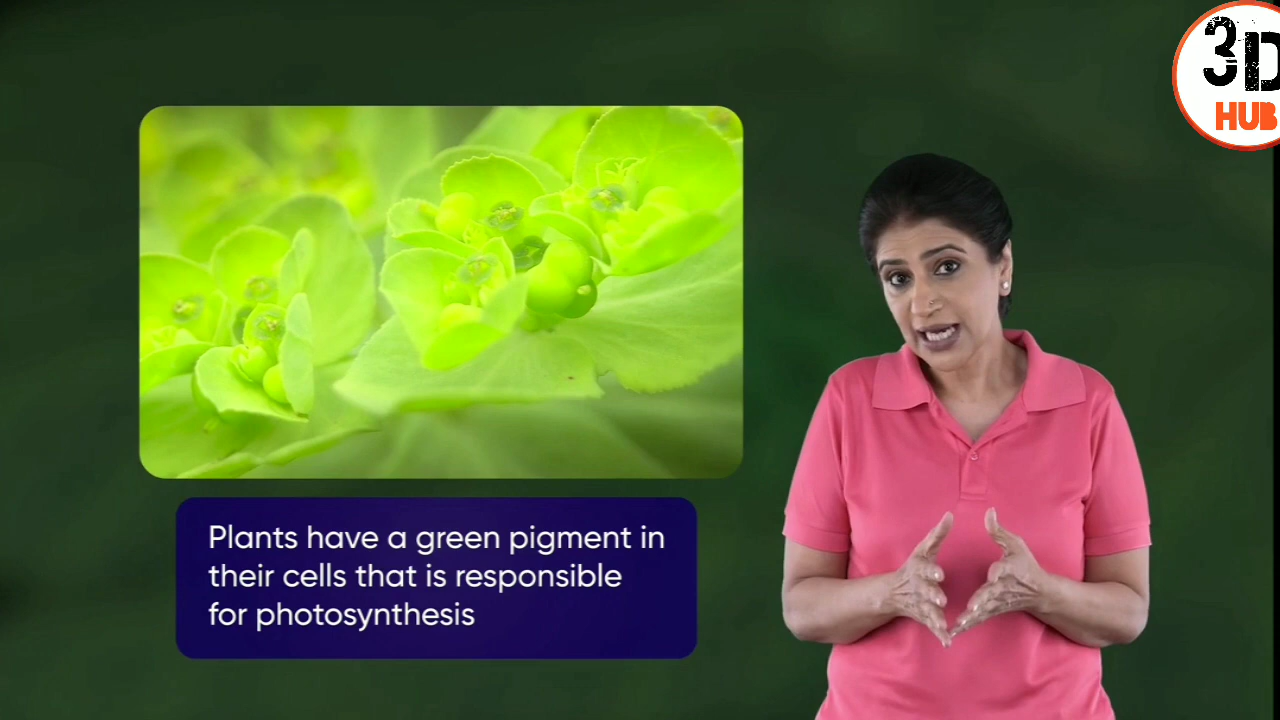 3D
HUB
Plants have a green pigment in
their cells that is responsible
for photosynthesis